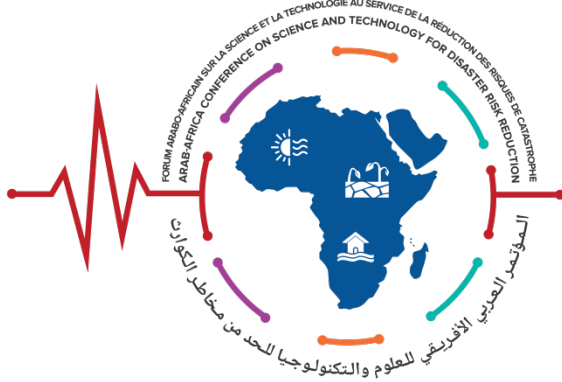 FORUM ARABO-AFRICAIN SUR LA SCIENCE ET LA TECHNOLOGIE AU SERVICE DE LA RÉDUCTION DES RISQUES DE CATASTROPHE
ARAB-AFRICA CONFERENCE ON SCIENCE AND TECHNOLOGY FOR DISASTER RISK REDUCTION
المؤتمر العربي الأفريقي للعلوم والتكنولوجيا للحد من مخاطر الكوارث